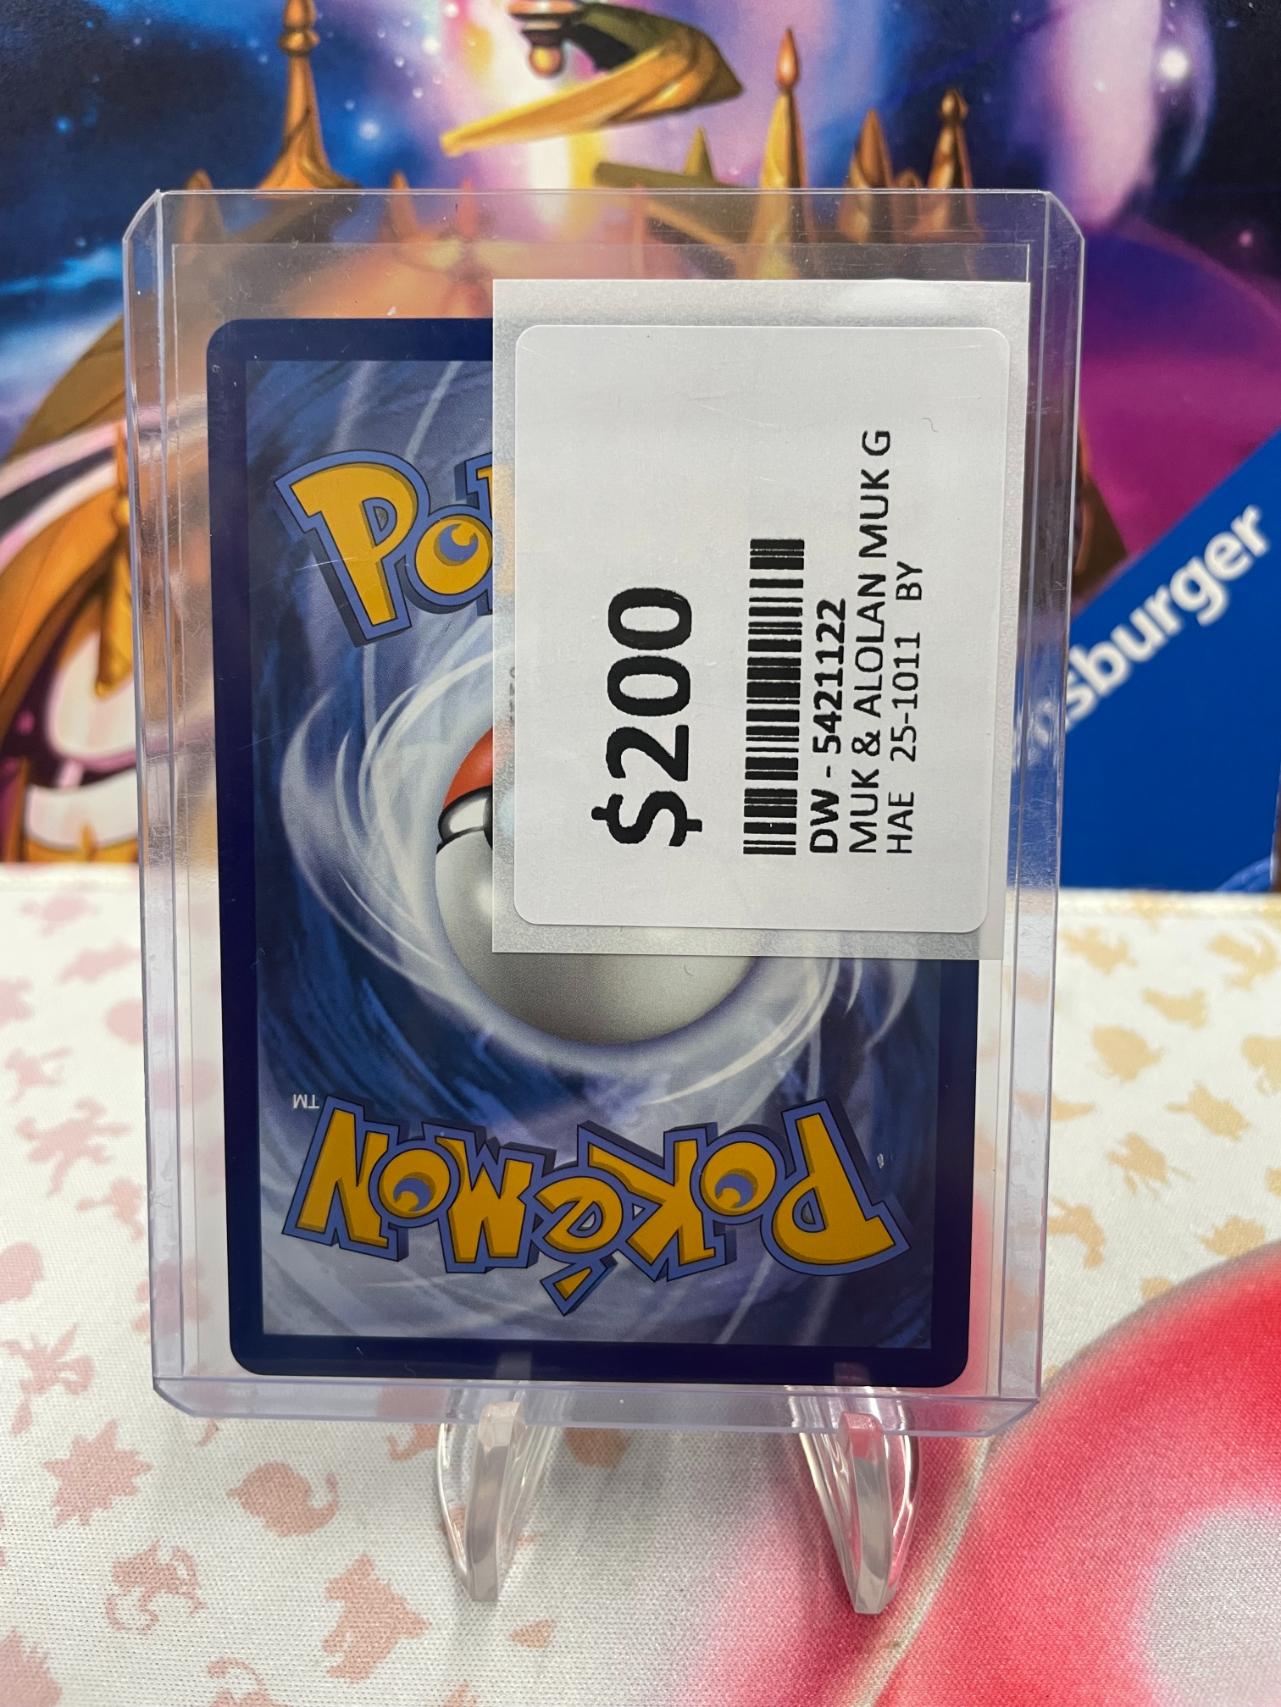 $200
DW - 5421122
MUK & ALOLAN MUK G
HAE 25-1011 BY
POKéMON
TM
sburger